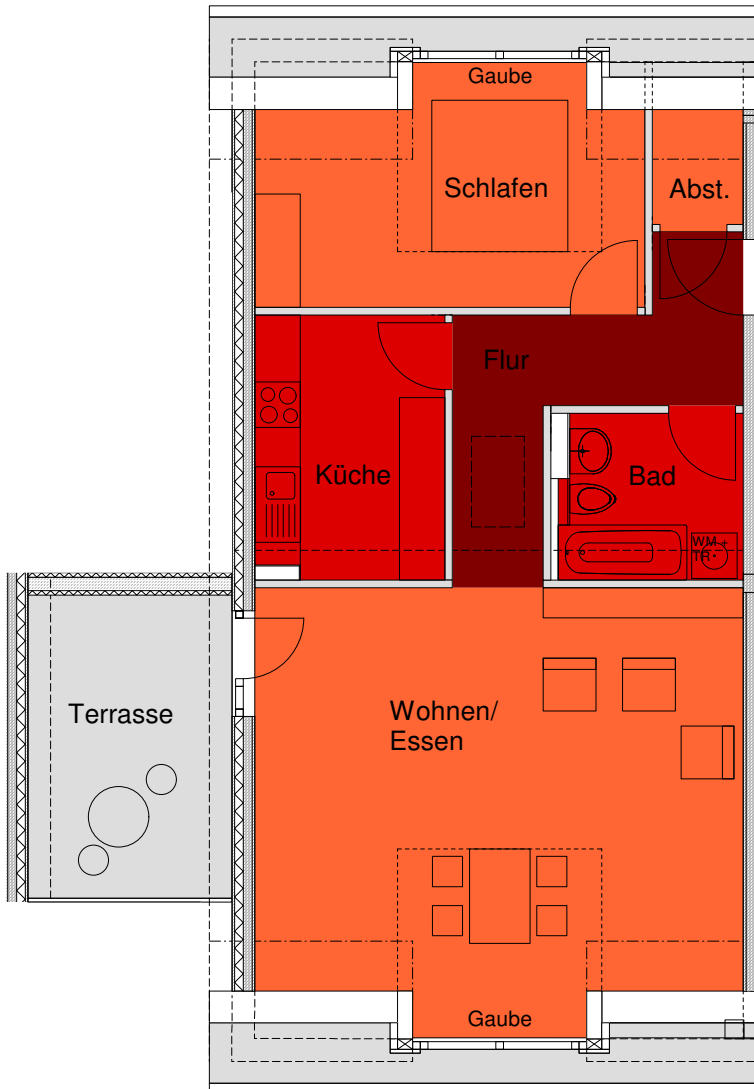 Gaube
Schlafen
Abst.
Flur
Küche
Bad
WM +
TR.
Terrasse
Wohnen/
Essen
Gaube